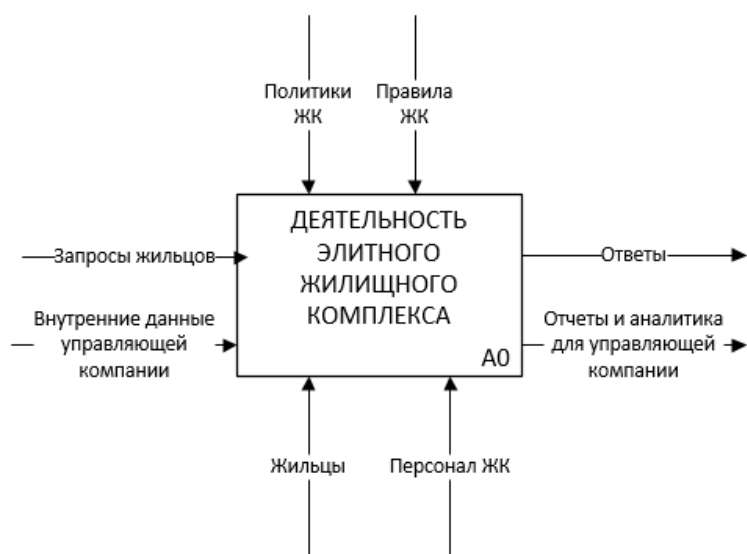 Политики
ЖК
Правила
ЖК
ДЕЯТЕЛЬНОСТЬ
ЭЛИТНОГО
ЖИЛИЩНОГО
КОМПЛЕКСА
A0
Запросы жильцов
Внутренние данные
управляющей
компании
Ответы
Отчеты и аналитика
для управляющей
компании
Жильцы
Персонал ЖК